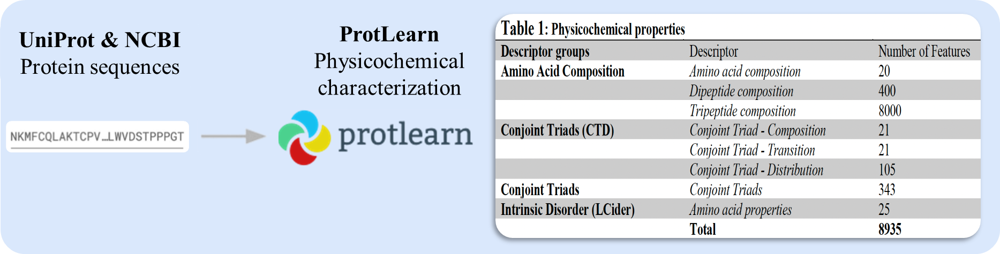 UniProt & NCBI
Protein sequences
NKMFCQLAKTCPV...LWVDSTPPPGT
ProtLearn
Physicochemical
characterization
protlearn
Table 1: Physicochemical properties
Descriptor groups Descriptor Number of Features
Amino Acid Composition Amino acid composition 20
Dipeptide composition 400
Tripeptide composition 8000
Conjoint Triads (CTD) Conjoint Triad - Composition 21
Conjoint Triad - Transition 21
Conjoint Triad - Distribution 105
Conjoint Triads Conjoint Triads 343
Intrinsic Disorder (LCider) Amino acid properties 25
Total 8935